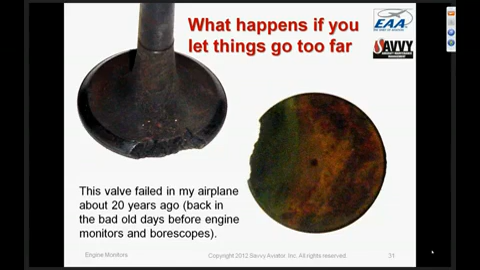 What happens if you
let things go too far
EAA
SAVVY
This valve failed in my airplane
about 20 years ago (back in
the bad old days before engine
monitors and borescopes).
Engine Monitors
Copyright 2012 Savvy Aviator Inc. All rights reserved.
31